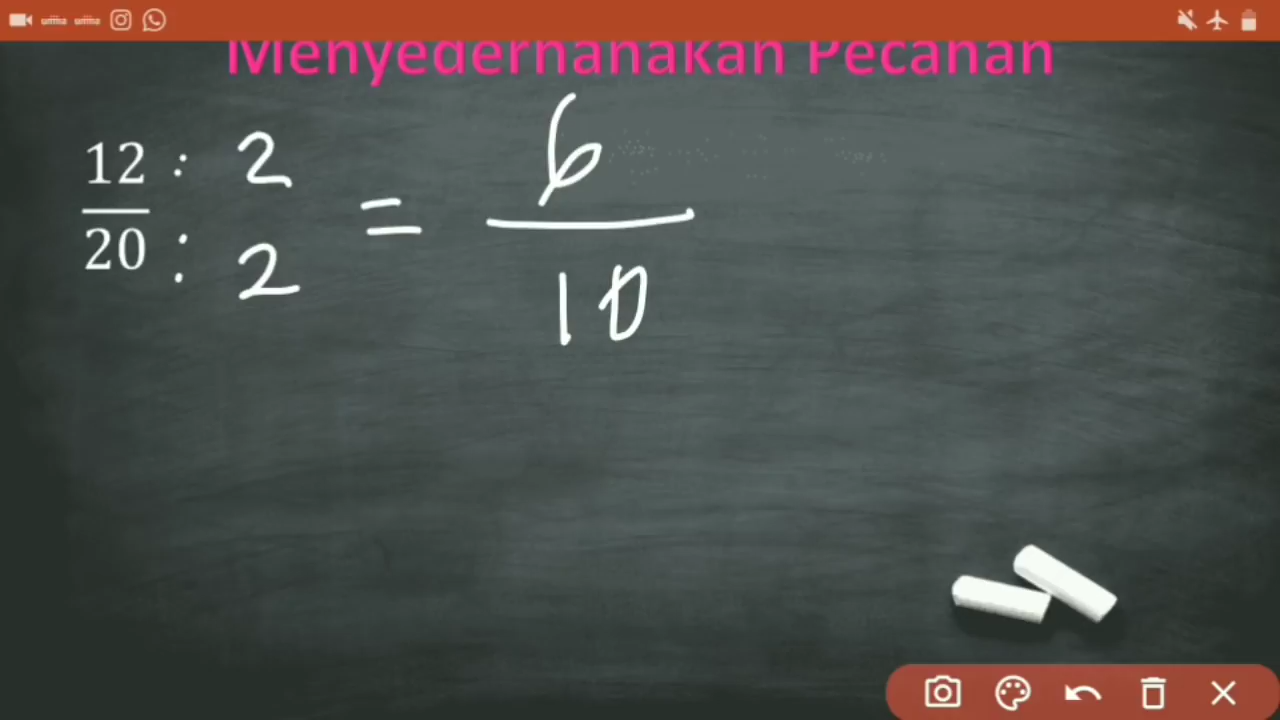 Menyederhanakan Pecahan
12 : 2
20 : 2
=
6
10